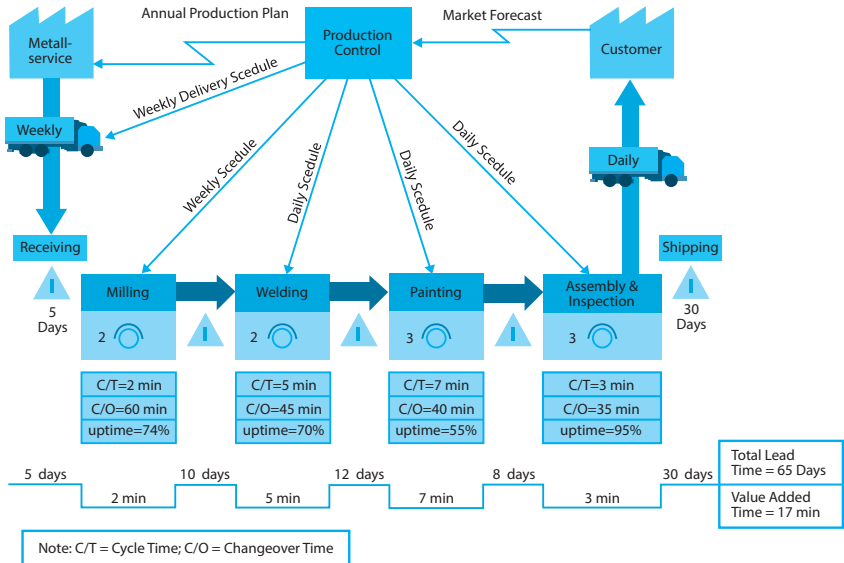 Annual Production Plan
Market Forecast
Metall-
service
Production
Control
Customer
Weekly Delivery Scedule
Weekly
Weekly Scedule
Daily Scedule
Daily Scedule
Daily Scedule
Daily
Receiving
Shipping
I
5
Days
Milling
2
I
Welding
2
I
Painting
3
I
Assembly &
Inspection
3
I
30
Days
C/T=2 min
C/O=60 min
uptime=74%
C/T=5 min
C/O=45 min
uptime=70%
C/T=7 min
C/O=40 min
uptime=55%
C/T=3 min
C/O=35 min
uptime=95%
5 days
2 min
10 days
5 min
12 days
7 min
8 days
3 min
30 days
Total Lead
Time = 65 Days
Value Added
Time = 17 min
Note: C/T = Cycle Time; C/O = Changeover Time